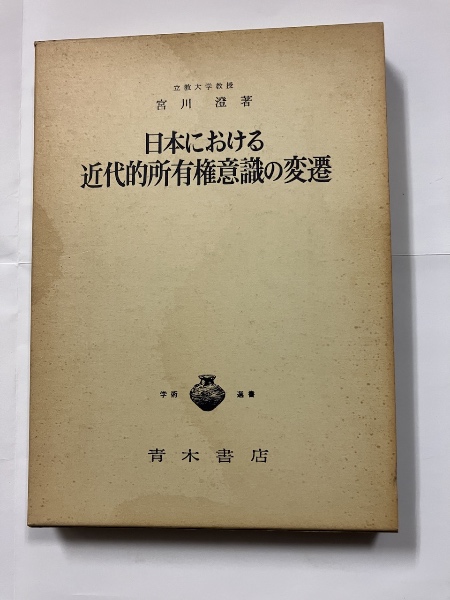 立教大学教授
宮川 澄著
日本における
近代的所有権意識の変遷
学術 選書
青木書店